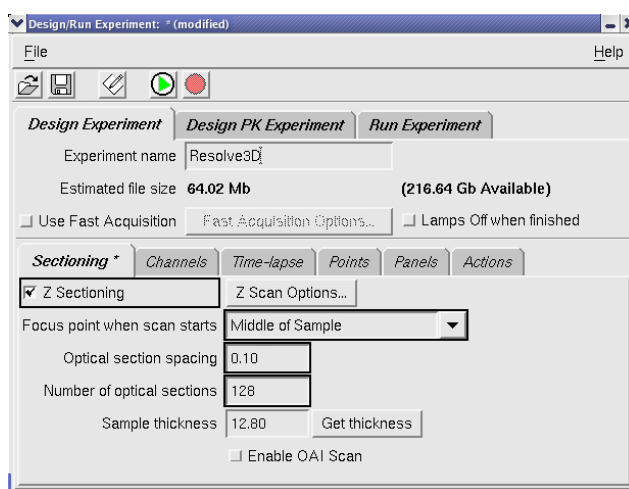 Design/Run Experiment: * (modified)
File Help
Design Experiment Design PK Experiment Run Experiment
Experiment name Resolve3D
Estimated file size 64.02 Mb (216.64 Gb Available)
Use Fast Acquisition Fast Acquisition Options... Lamps Off when finished
Sectioning * Channels Time-lapse Points Panels Actions
Z Sectioning Z Scan Options...
Focus point when scan starts Middle of Sample
Optical section spacing 0.10
Number of optical sections 128
Sample thickness 12.80 Get thickness
Enable OAI Scan